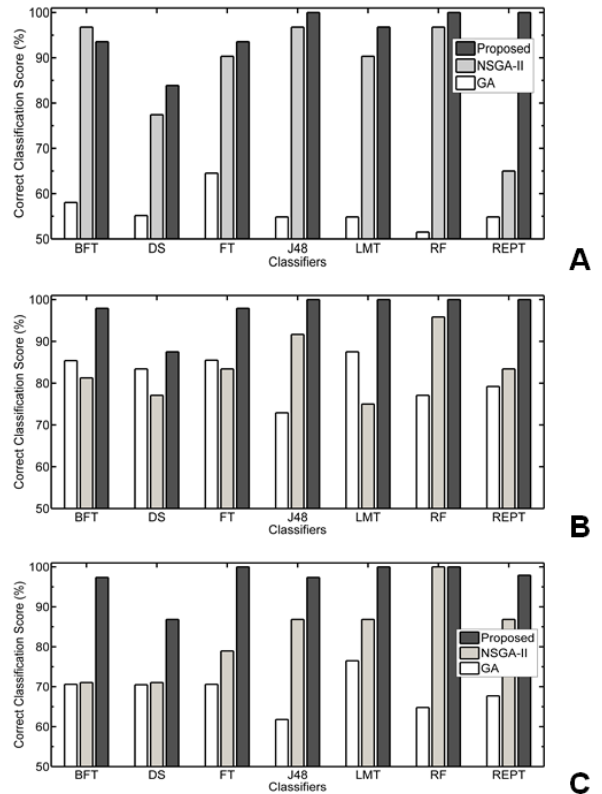 Correct Classification Score (%)
100
90
80
70
60
50
Proposed
NSGA-II
GA
BFT DS FT J48 LMT RF REPT
Classifiers
A
Correct Classification Score (%)
100
90
80
70
60
50
BFT DS FT J48 LMT RF REPT
Classifiers
B
Correct Classification Score (%)
100
90
80
70
60
50
Proposed
NSGA-II
GA
BFT DS FT J48 LMT RF REPT
Classifiers
C